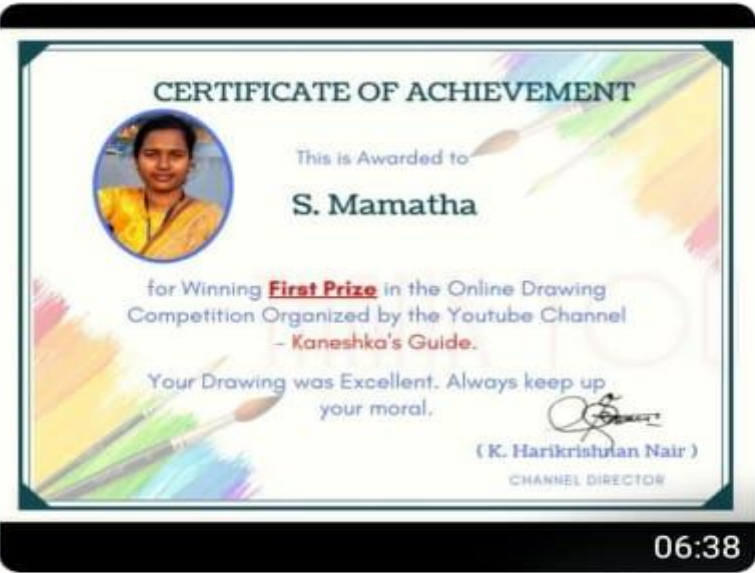 CERTIFICATE OF ACHIEVEMENT
This is Awarded to
S. Mamatha
for Winning First Prize in the Online Drawing
Competition Organized by the Youtube Channel
- Kaneshka's Guide.
Your Drawing was Excellent. Always keep up
your moral.
( K. Harikrishnan Nair )
CHANNEL DIRECTOR
06:38